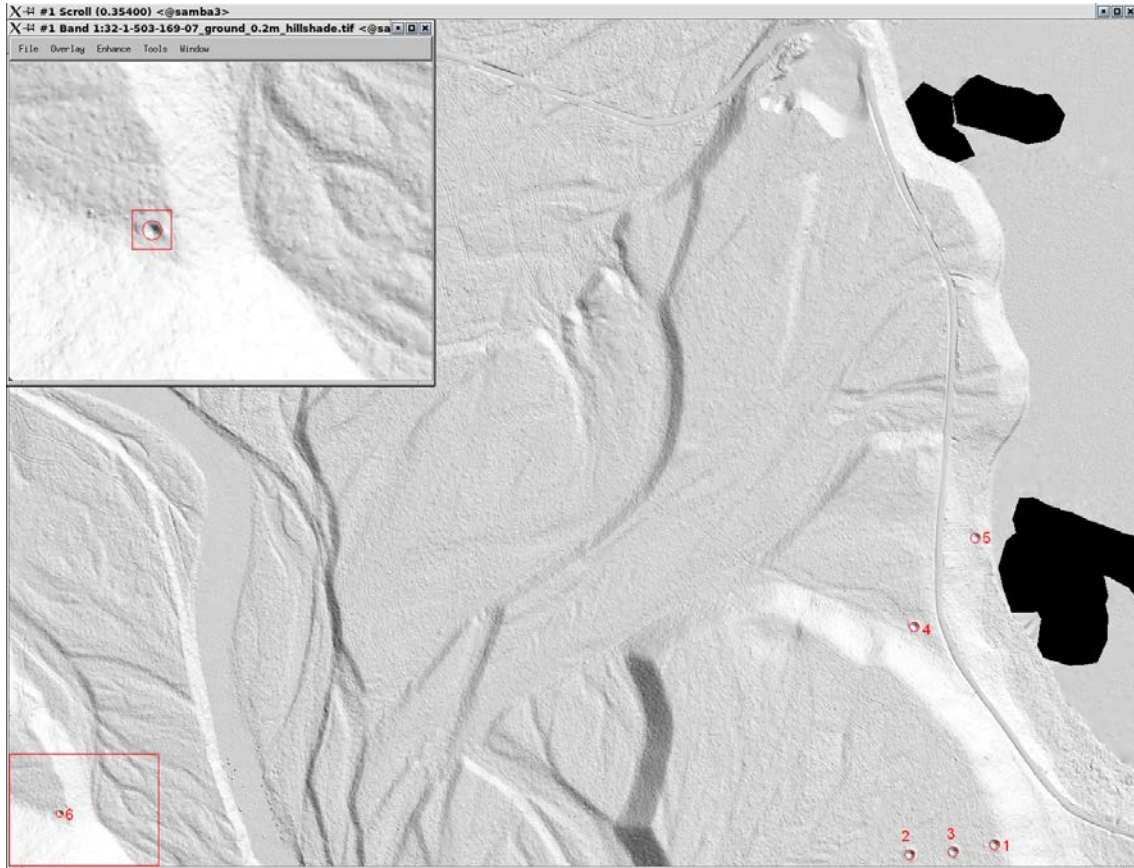 #1 Scroll (0.35400) <@samba3>
#1 Band 1:32-1-503-169-07_ground_0.2m_hillshade.tif <@sa
File Overlay Enhance Tools Window
5
4
6
2 3 1